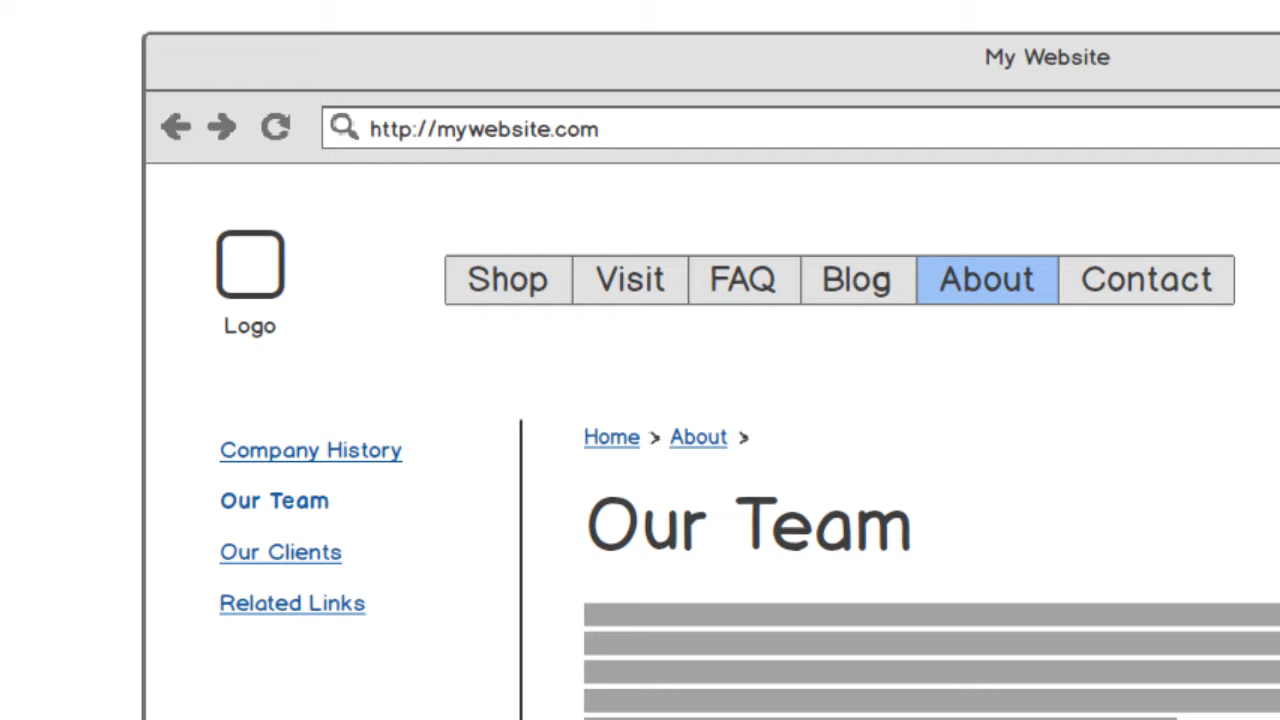 My Website
http://mywebsite.com
Shop Visit FAQ Blog About Contact
Logo
Company History
Our Team
Our Clients
Related Links
Home > About >
Our Team